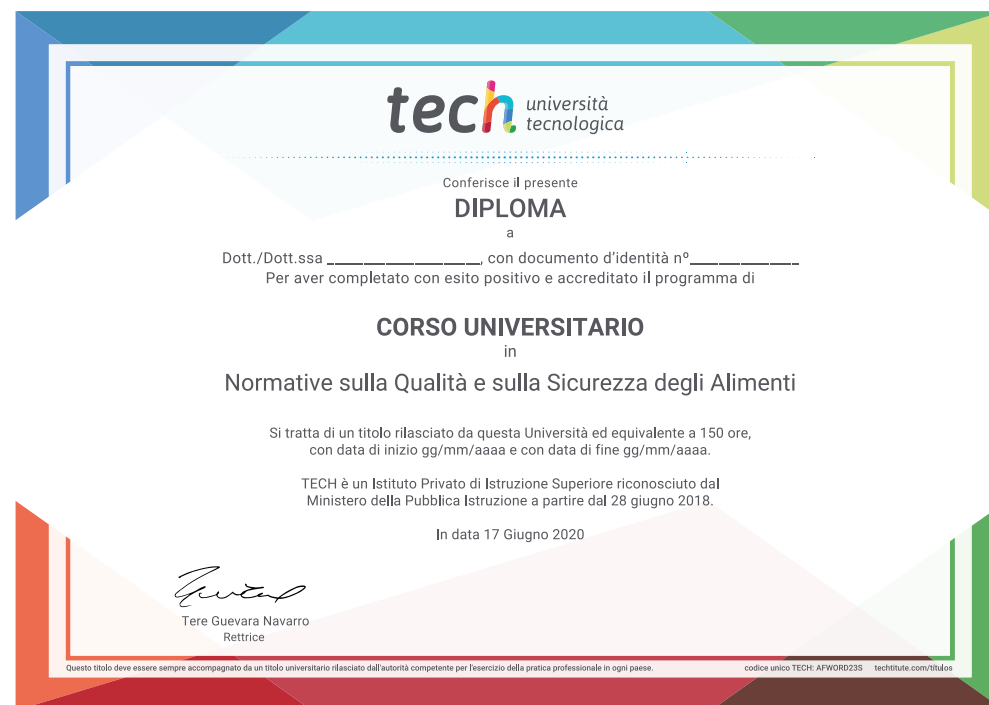 tech università
tecnologica
Conferisce il presente
DIPLOMA
a
Dott./Dott.ssa ____________________, con documento d'identità nº______________
Per aver completato con esito positivo e accreditato il programma di
CORSO UNIVERSITARIO
in
Normative sulla Qualità e sulla Sicurezza degli Alimenti
Si tratta di un titolo rilasciato da questa Università ed equivalente a 150 ore,
con data di inizio gg/mm/aaaa e con data di fine gg/mm/aaaa.
TECH è un Istituto Privato di Istruzione Superiore riconosciuto dal
Ministero della Pubblica Istruzione a partire dal 28 giugno 2018.
In data 17 Giugno 2020
Tere Guevara Navarro
Rettrice
Questo titolo deve essere sempre accompagnato da un titolo universitario rilasciato dall'autorità competente per l'esercizio della pratica professionale in ogni paese. codice unico TECH: AFWORD23S techtitute.com/titulos